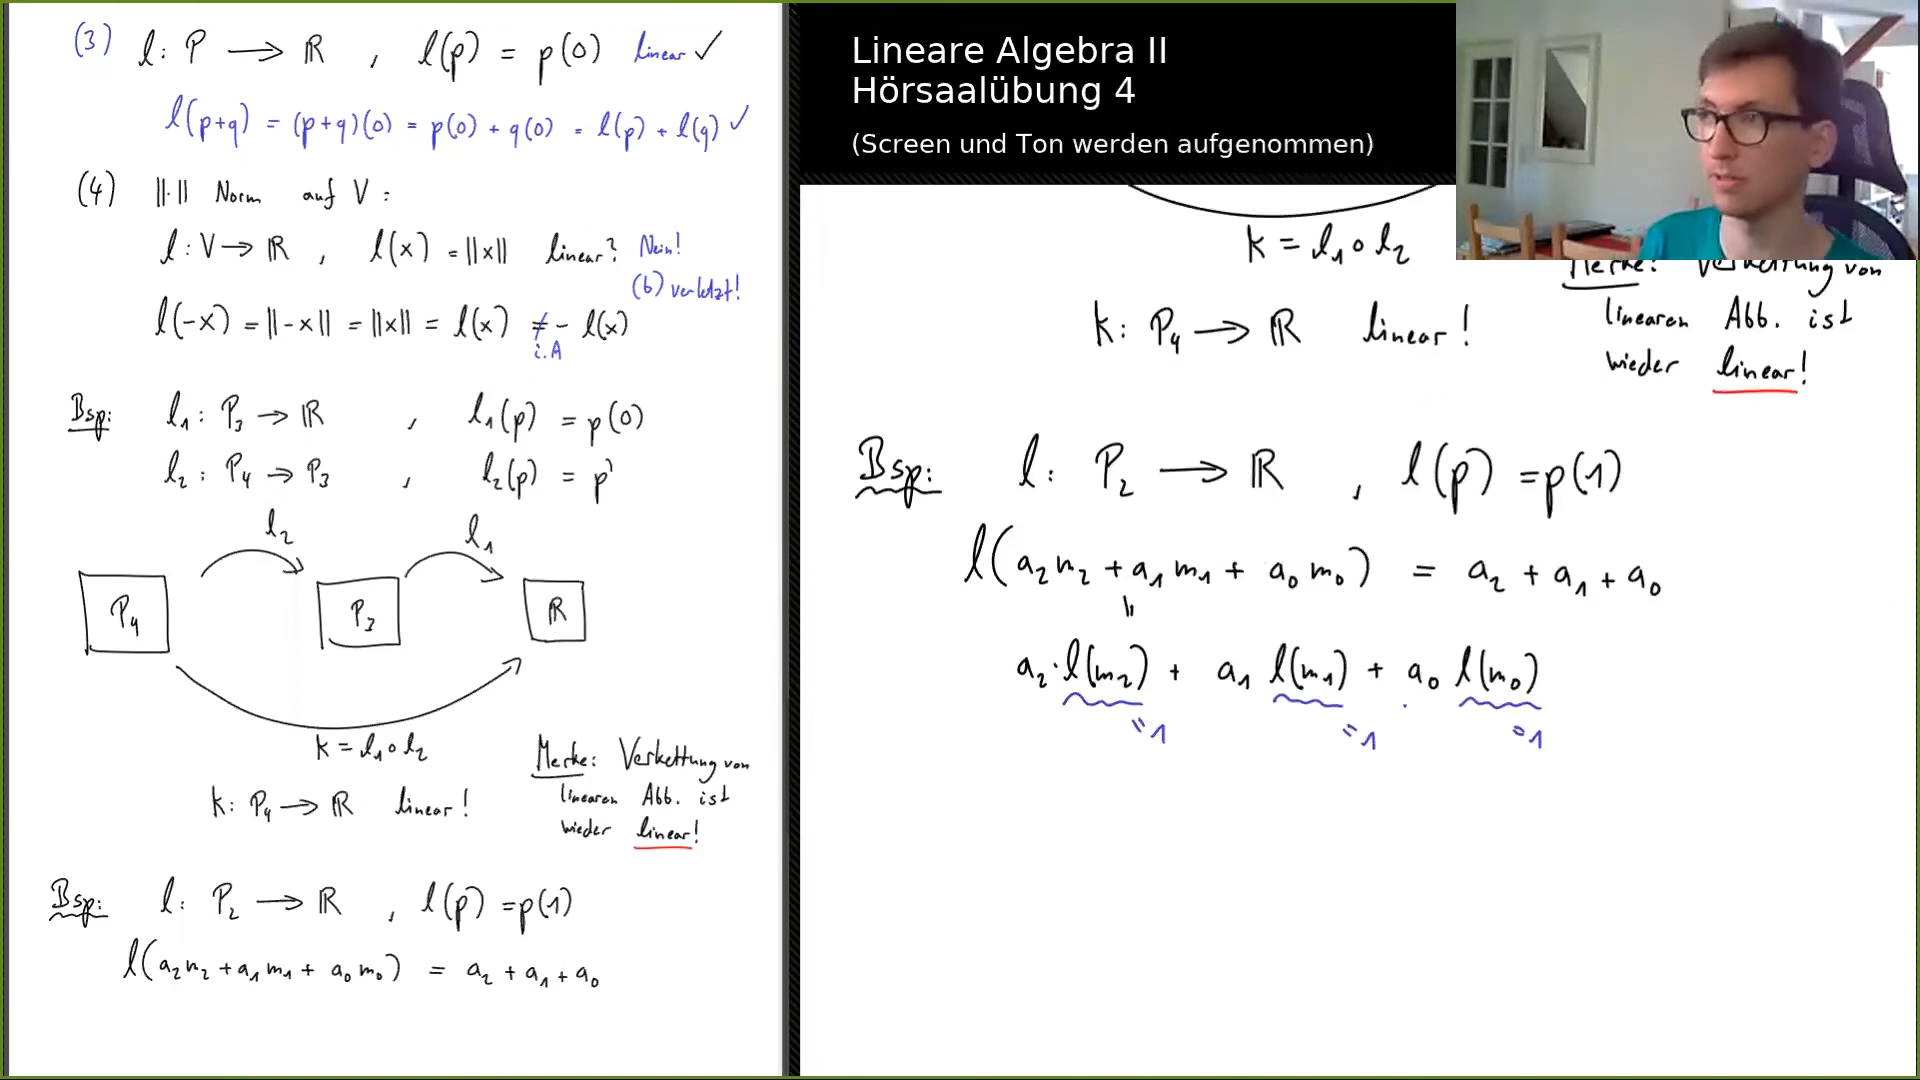 (3) l: P → ℝ , l(p) = p(0) linear ✓
l(p+q) = (p+q)(0) = p(0) + q(0) = l(p) + l(q) ✓
(4) ||·|| Norm auf V :
l: V → ℝ , l(x) = ||x|| linear? Nein!
(b) verletzt!
l(-x) = ||-x|| = ||x|| = l(x) ≠ - l(x)
i.A
Bsp: l₁: P₃ → ℝ , l₁(p) = p(0)
l₂: P₄ → P₃ , l₂(p) = p'
l₂ l₁
P₄ P₃ ℝ
k = l₁ ∘ l₂
Merke: Verkettung von
k: P₄ → ℝ linear! linearen Abb. ist
wieder linear!
Bsp: l: P₂ → ℝ , l(p) = p(1)
l(a₂m₂ + a₁m₁ + a₀m₀) = a₂ + a₁ + a₀
Lineare Algebra II
Hörsaalübung 4
(Screen und Ton werden aufgenommen)
k = l₁ ∘ l₂
Merke: Verkettung von
k: P₄ → ℝ linear! linearen Abb. ist
wieder linear!
Bsp: l: P₂ → ℝ , l(p) = p(1)
l(a₂m₂ + a₁m₁ + a₀m₀) = a₂ + a₁ + a₀
=
a₂·l(m₂) + a₁ l(m₁) + a₀ l(m₀)
=1 =1 =1